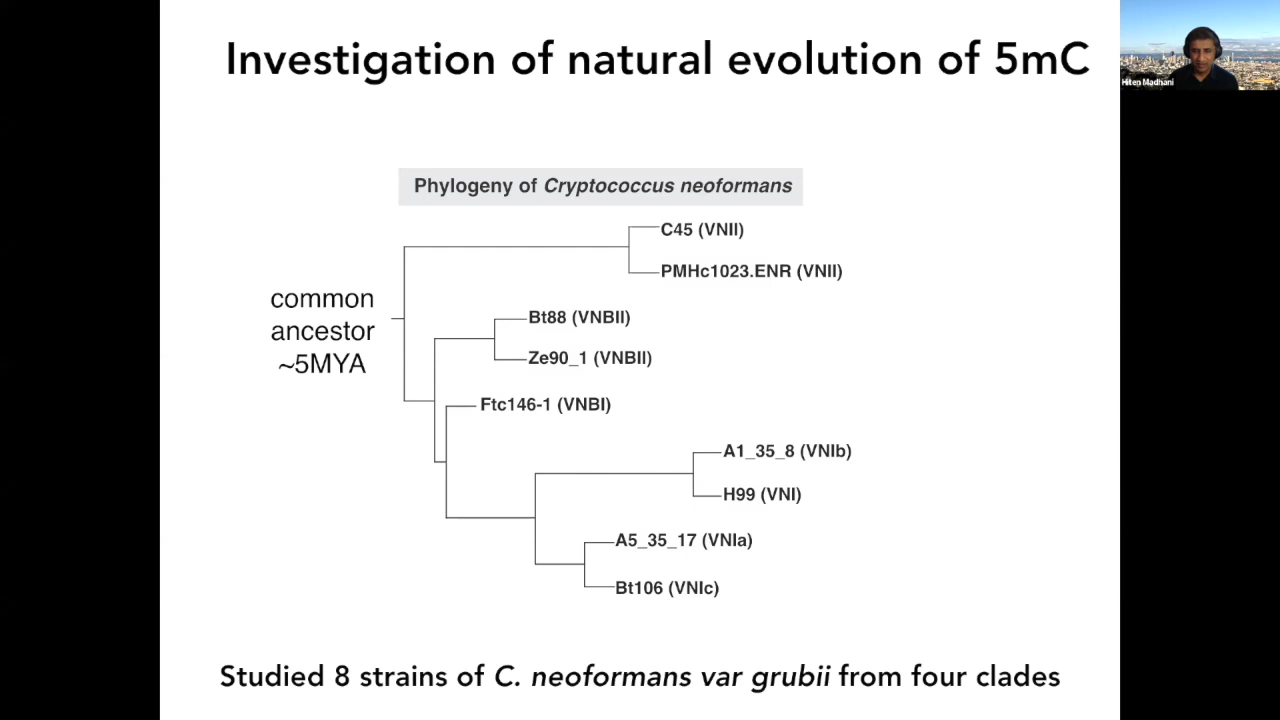 Investigation of natural evolution of 5mC
Hiten Madhani
Phylogeny of Cryptococcus neoformans
C45 (VNII)
PMHc1023.ENR (VNII)
common
ancestor
~5MYA
Bt88 (VNBII)
Ze90_1 (VNBII)
Ftc146-1 (VNBI)
A1_35_8 (VNIb)
H99 (VNI)
A5_35_17 (VNIa)
Bt106 (VNIc)
Studied 8 strains of C. neoformans var grubii from four clades